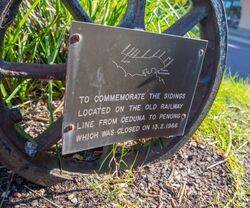 TO COMMEMORATE THE SIDINGS
LOCATED ON THE OLD RAILWAY
LINE FROM CEDUNA TO PENONG
WHICH WAS CLOSED ON 13.2.1966